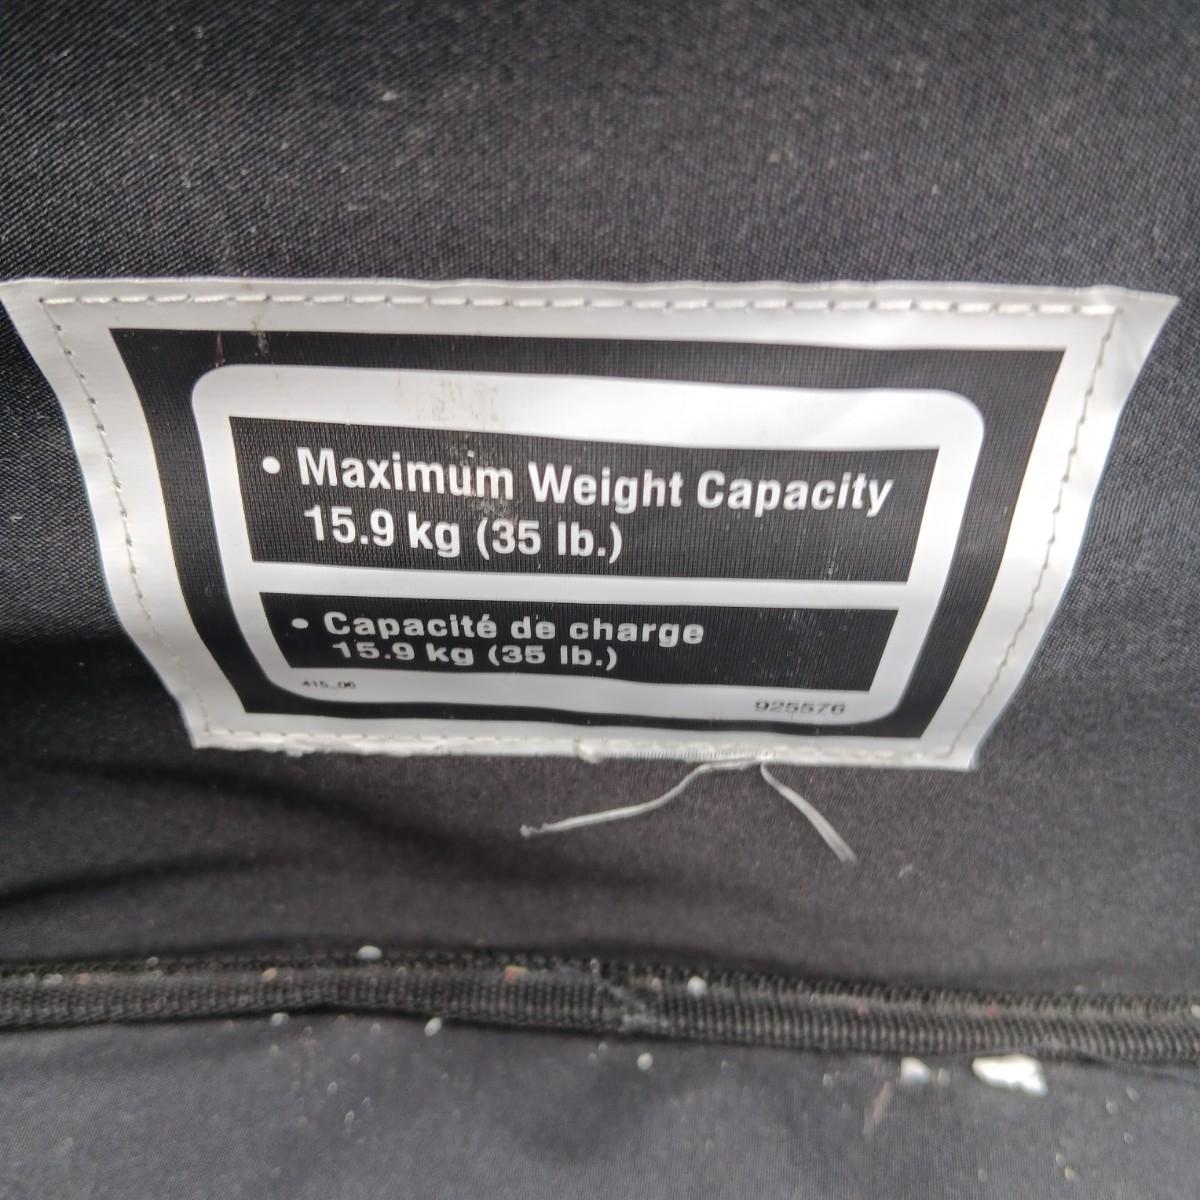 • Maximum Weight Capacity
15.9 kg (35 lb.)
• Capacité de charge
15.9 kg (35 lb.)
415_06
925576